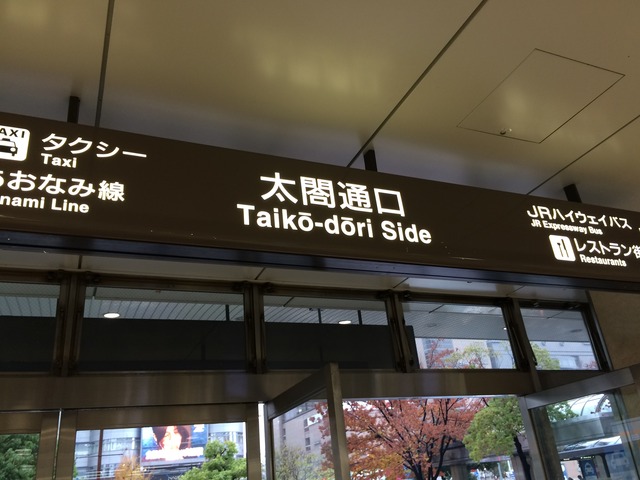 TAXI
タクシー
Taxi
おなみ線
nami Line
太閤通口
Taikō-dōri Side
JRハイウェイバス
JR Expressway Bus
レストラン街
Restaurants